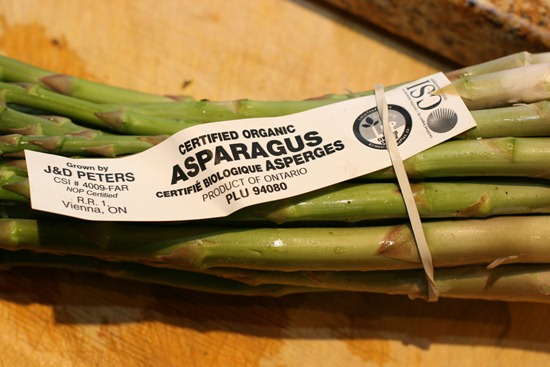 Grown by
J&D PETERS
CSI # 4009-FAR
NOP Certified
R.R. 1,
Vienna, ON
CERTIFIED ORGANIC
ASPARAGUS
CERTIFIÉ BIOLOGIQUE ASPERGES
PRODUCT OF ONTARIO
PLU 94080
CSI